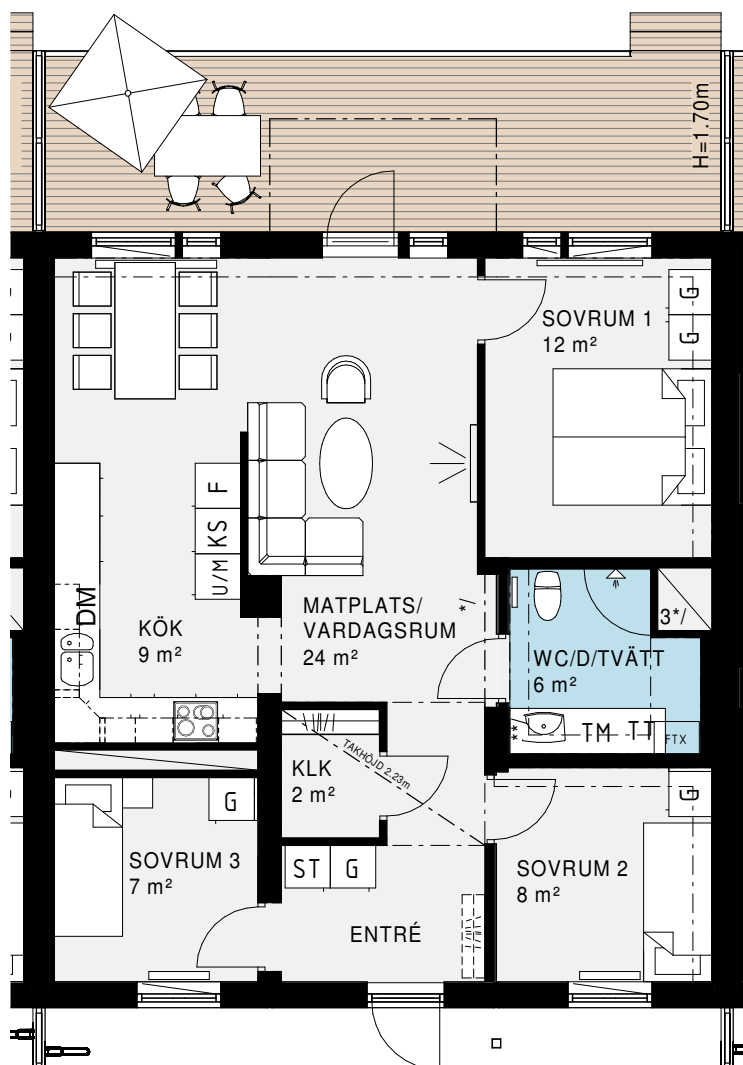 H=1.70m
SOVRUM 1
12 m²
G
G
F
KS
U/M
DM
KÖK
9 m²
MATPLATS/
VARDAGSRUM
24 m²
*/
3*/
WC/D/TVÄTT
6 m²
**
TM TT
FTX
KLK
2 m²
TAKHÖJD 2.23m
G
G
SOVRUM 3
7 m²
ST G
SOVRUM 2
8 m²
ENTRÉ